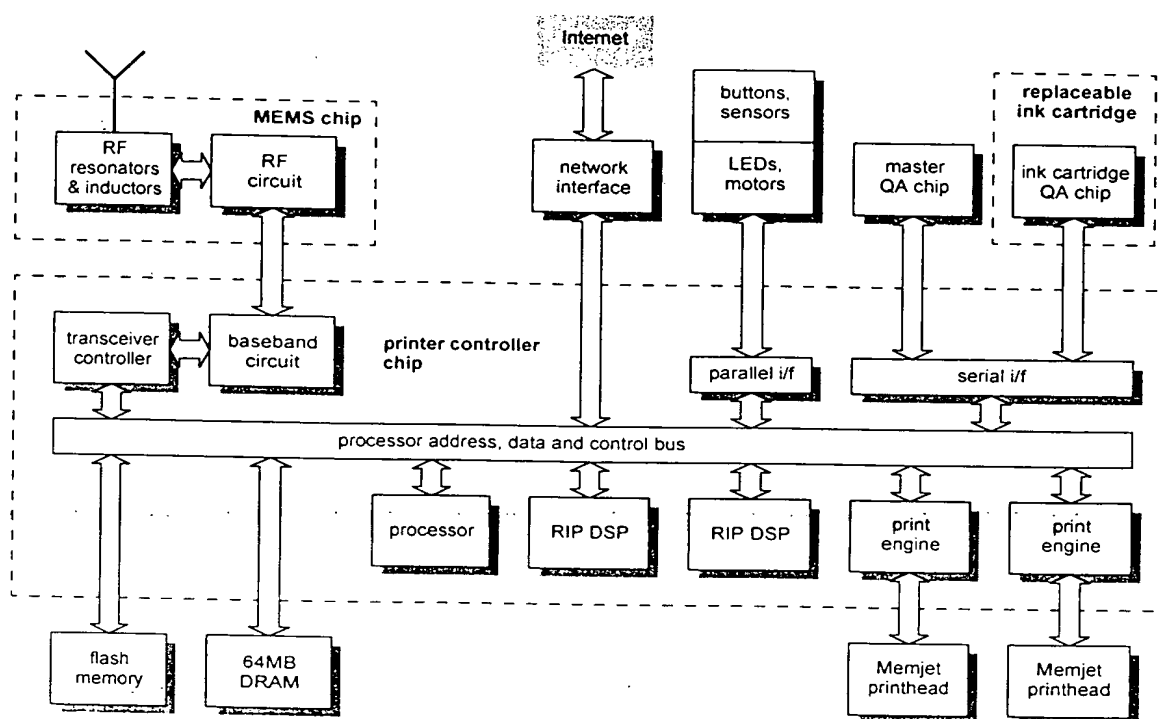 Internet
MEMS chip
RF
resonators
& inductors
RF
circuit
network
interface
buttons,
sensors
LEDs,
motors
master
QA chip
replaceable
ink cartridge
ink cartridge
QA chip
transceiver
controller
baseband
circuit
printer controller
chip
parallel i/f
serial i/f
processor address, data and control bus
processor
RIP DSP
RIP DSP
print
engine
print
engine
flash
memory
64MB
DRAM
Memjet
printhead
Memjet
printhead